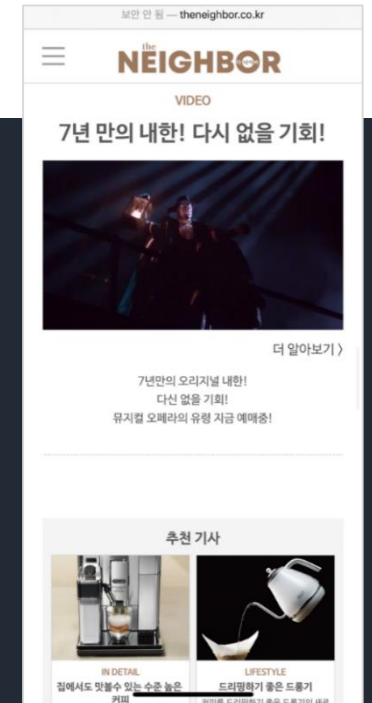 보안 안 됨 — theneighbor.co.kr
the
NEIGHBOR
VIDEO
7년 만의 내한! 다시 없을 기회!
더 알아보기 〉
7년만의 오리지널 내한!
다신 없을 기회!
뮤지컬 오페라의 유령 지금 예매중!
추천 기사
IN DETAIL
집에서도 맛볼수 있는 수준 높은
커피
LIFESTYLE
드리핑하기 좋은 드롱기